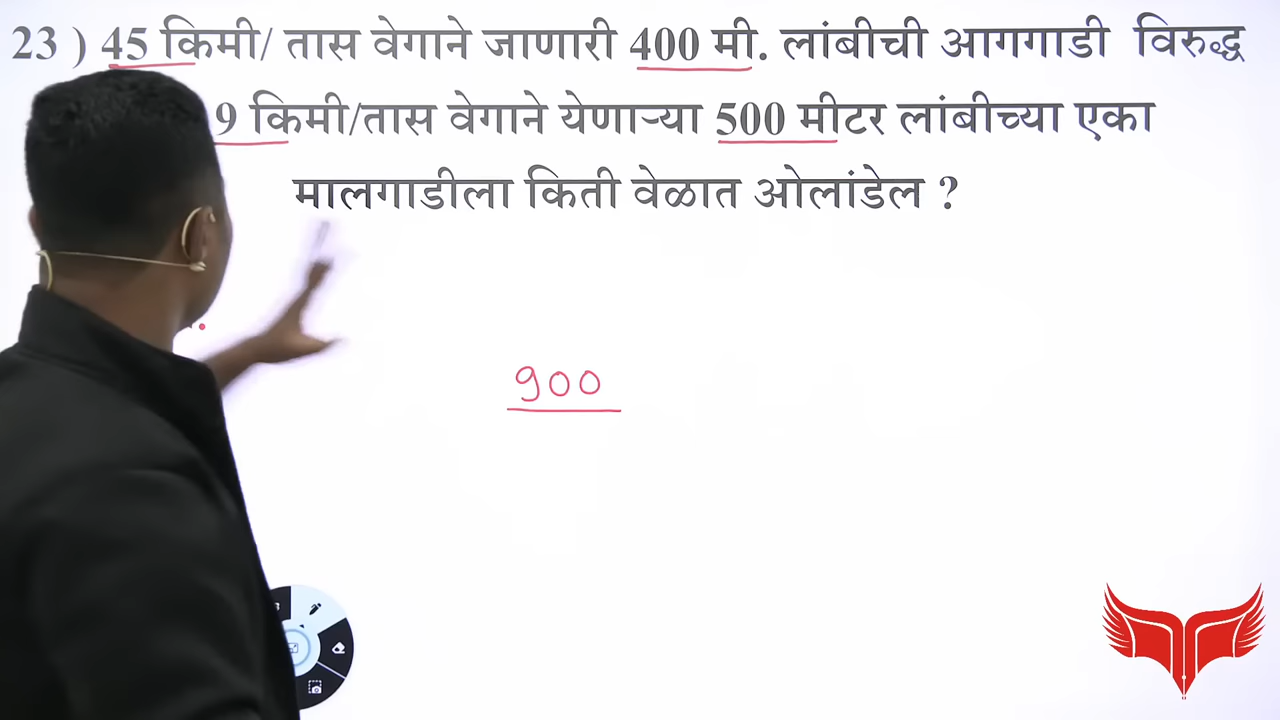 23 ) 45 किमी/ तास वेगाने जाणारी 400 मी. लांबीची आगगाडी विरुद्ध
9 किमी/तास वेगाने येणाऱ्या 500 मीटर लांबीच्या एका
मालगाडीला किती वेळात ओलांडेल ?
900